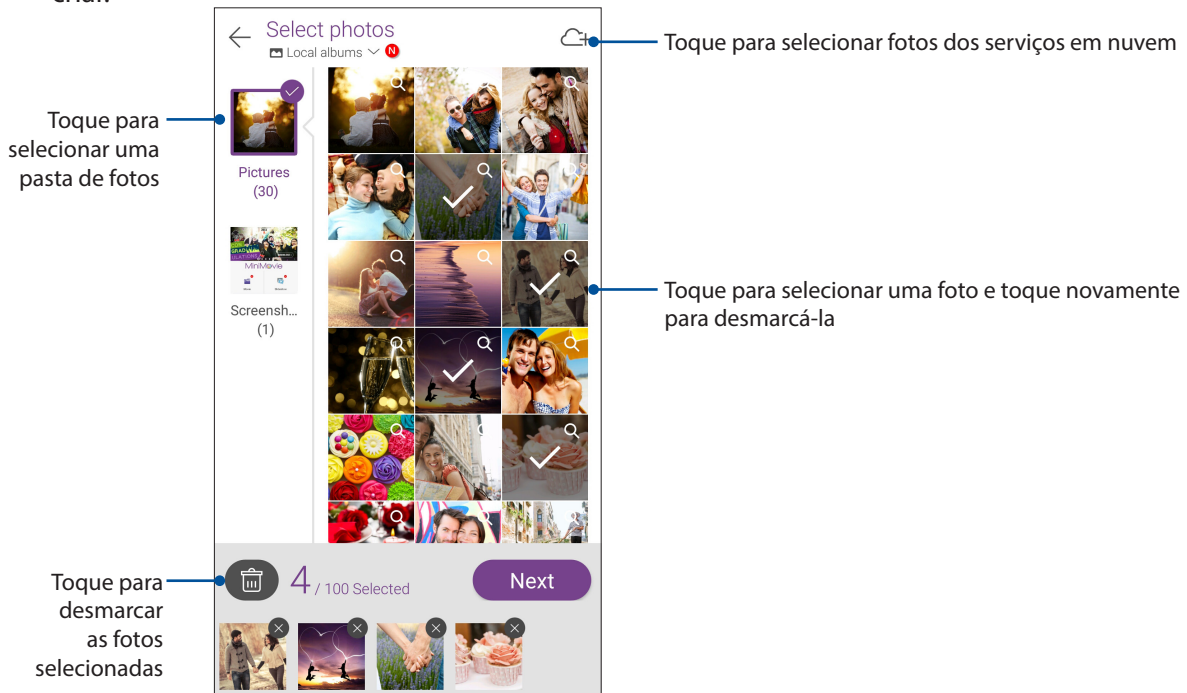 criar.
Select photos
Local albums
N
Toque para selecionar fotos dos serviços em nuvem
Toque para
selecionar uma
pasta de fotos
Pictures
(30)
MiniMovie
Screensh...
(1)
Toque para selecionar uma foto e toque novamente
para desmarcá-la
Toque para
desmarcar
as fotos
selecionadas
4 / 100 Selected
Next